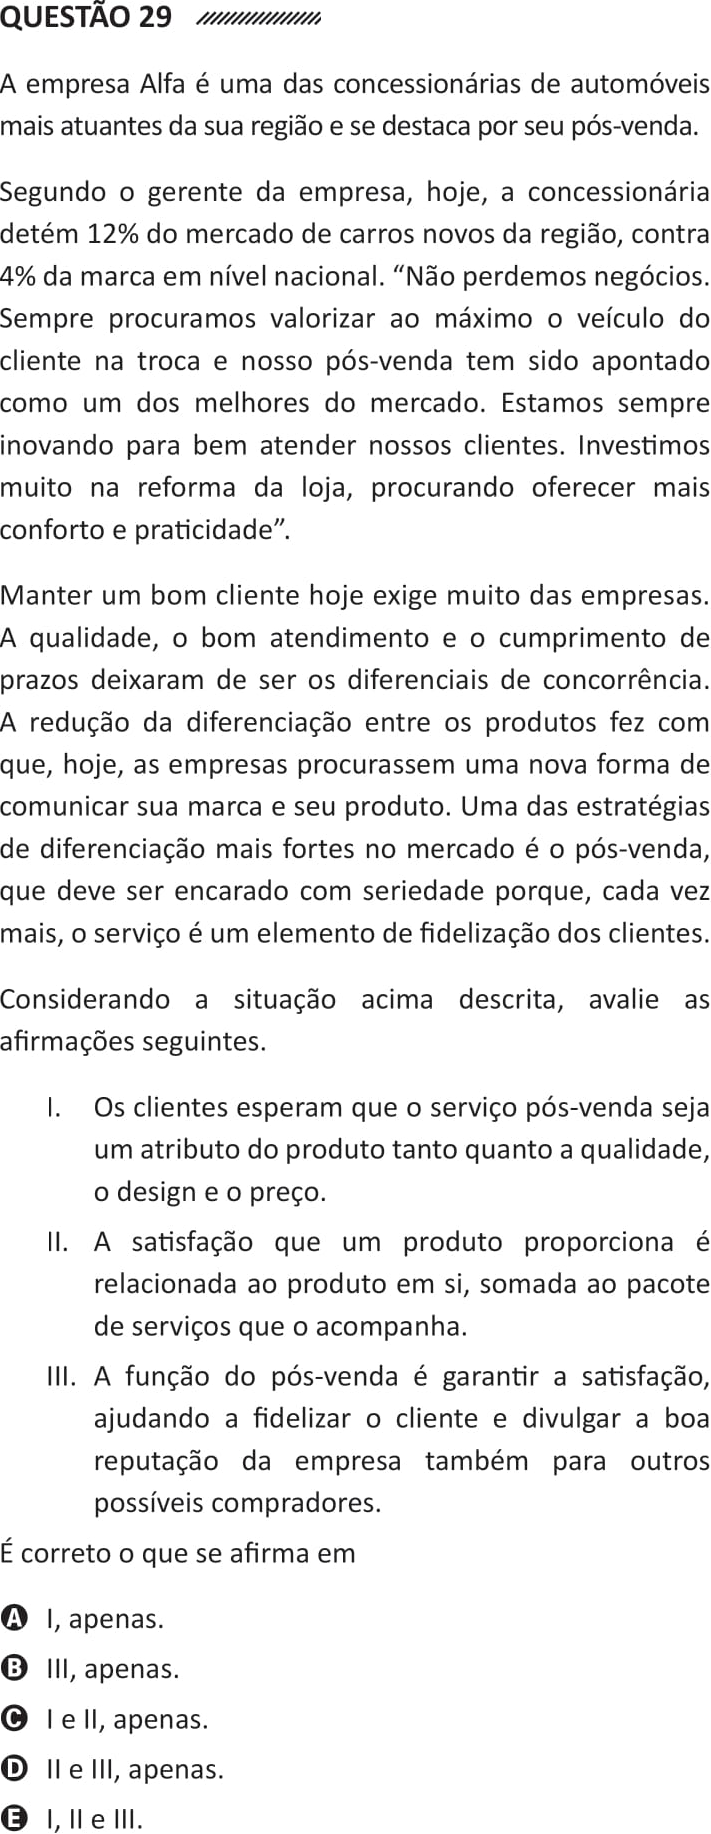 QUESTÃO 29
A empresa Alfa é uma das concessionárias de automóveis
mais atuantes da sua região e se destaca por seu pós-venda.
Segundo o gerente da empresa, hoje, a concessionária
detém 12% do mercado de carros novos da região, contra
4% da marca em nível nacional. “Não perdemos negócios.
Sempre procuramos valorizar ao máximo o veículo do
cliente na troca e nosso pós-venda tem sido apontado
como um dos melhores do mercado. Estamos sempre
inovando para bem atender nossos clientes. Investimos
muito na reforma da loja, procurando oferecer mais
conforto e praticidade”.
Manter um bom cliente hoje exige muito das empresas.
A qualidade, o bom atendimento e o cumprimento de
prazos deixaram de ser os diferenciais de concorrência.
A redução da diferenciação entre os produtos fez com
que, hoje, as empresas procurassem uma nova forma de
comunicar sua marca e seu produto. Uma das estratégias
de diferenciação mais fortes no mercado é o pós-venda,
que deve ser encarado com seriedade porque, cada vez
mais, o serviço é um elemento de fidelização dos clientes.
Considerando a situação acima descrita, avalie as
afirmações seguintes.
I. Os clientes esperam que o serviço pós-venda seja
um atributo do produto tanto quanto a qualidade,
o design e o preço.
II. A satisfação que um produto proporciona é
relacionada ao produto em si, somada ao pacote
de serviços que o acompanha.
III. A função do pós-venda é garantir a satisfação,
ajudando a fidelizar o cliente e divulgar a boa
reputação da empresa também para outros
possíveis compradores.
É correto o que se afirma em
A I, apenas.
B III, apenas.
C I e II, apenas.
D II e III, apenas.
E I, II e III.